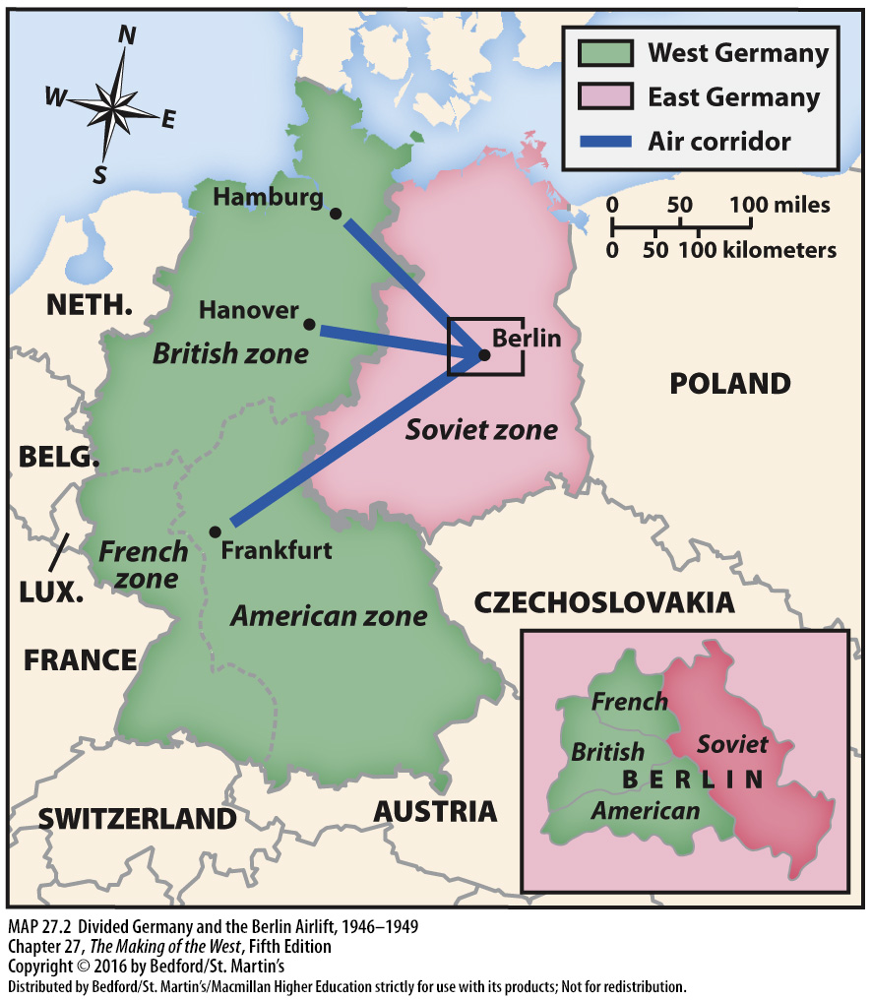 N
W
E
S
West Germany
East Germany
Air corridor
0 50 100 miles
0 50 100 kilometers
Hamburg
Hanover
British zone
NETH.
Berlin
POLAND
Soviet zone
BELG.
Frankfurt
French
zone
LUX.
American zone
CZECHOSLOVAKIA
FRANCE
SWITZERLAND
AUSTRIA
French
British
Soviet
BERLIN
American
MAP 27.2 Divided Germany and the Berlin Airlift, 1946–1949
Chapter 27, The Making of the West, Fifth Edition
Copyright © 2016 by Bedford/St. Martin's
Distributed by Bedford/St. Martin's/Macmillan Higher Education strictly for use with its products; Not for redistribution.